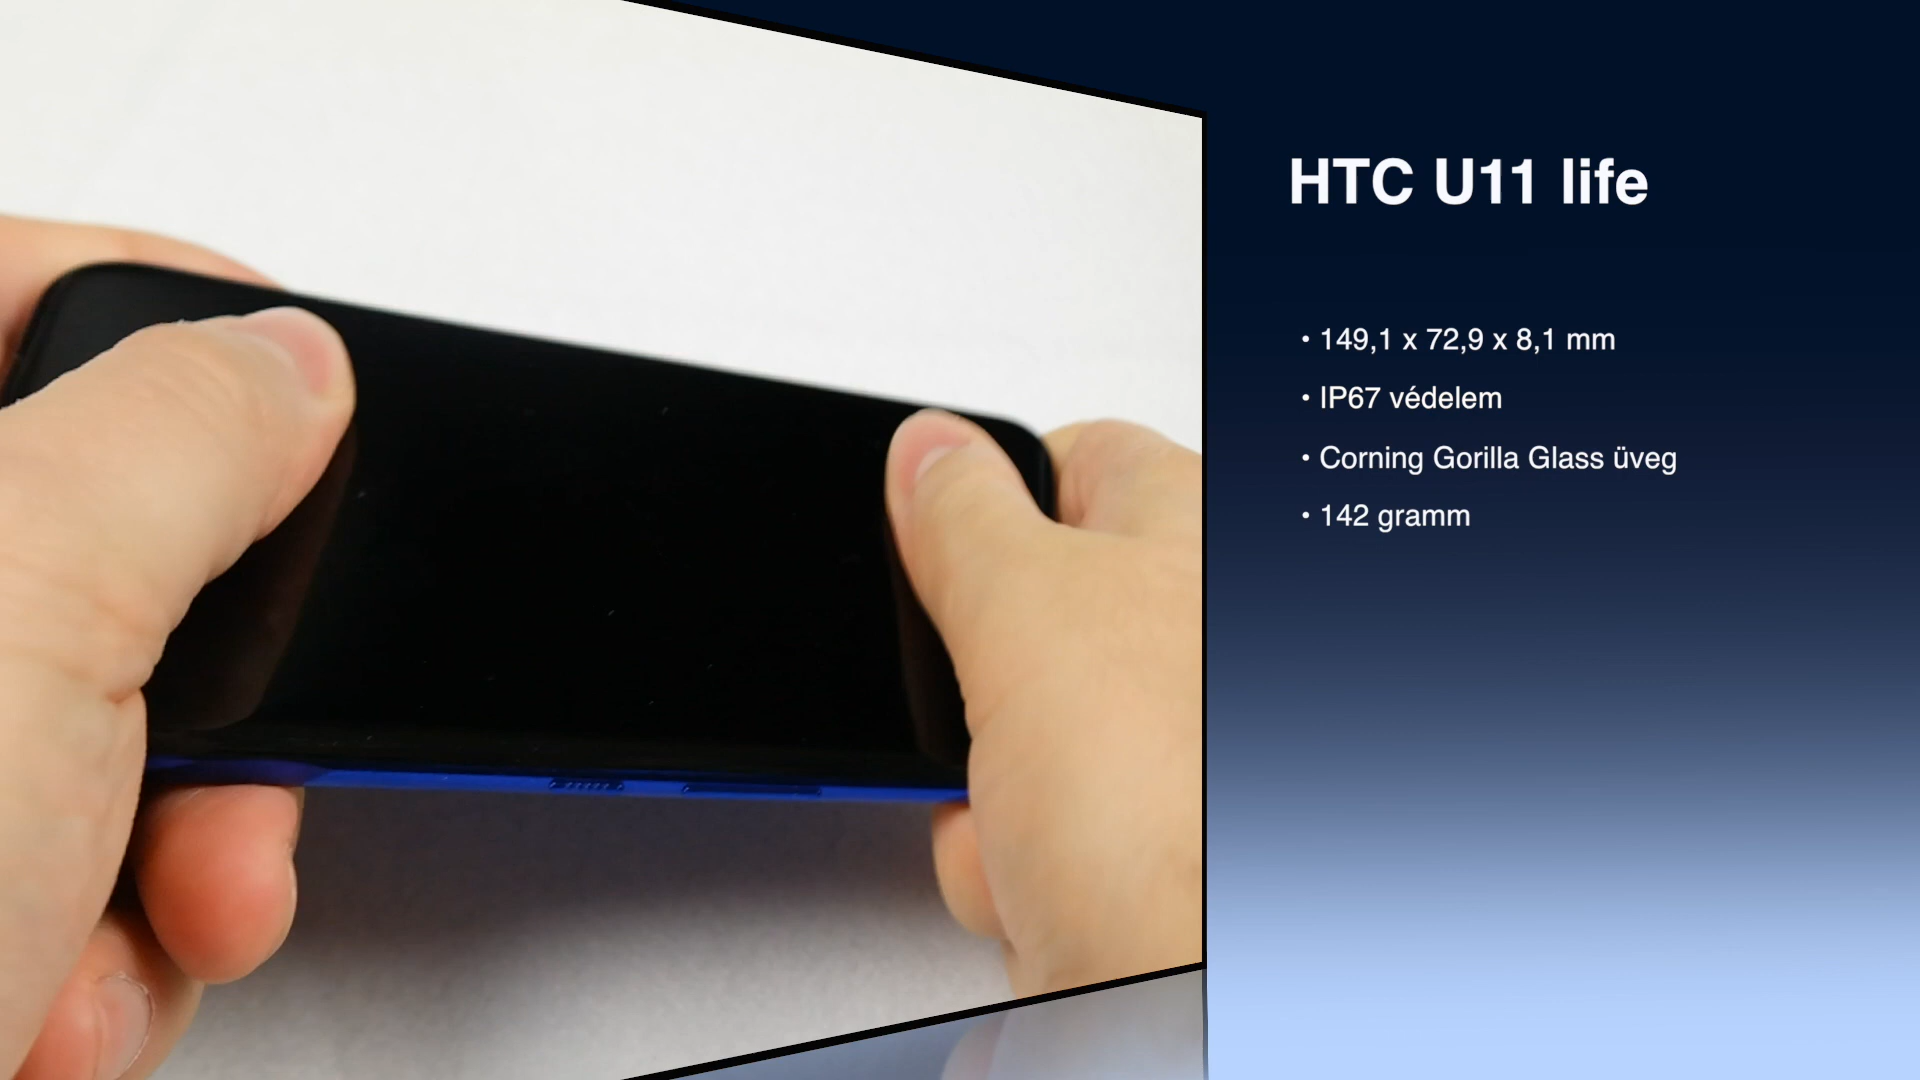 HTC U11 life
• 149,1 x 72,9 x 8,1 mm
• IP67 védelem
• Corning Gorilla Glass üveg
• 142 gramm